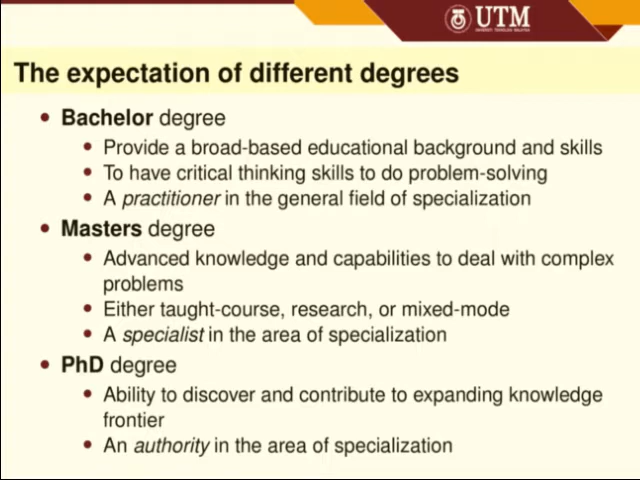 UTM
UNIVERSITI TEKNOLOGI MALAYSIA
The expectation of different degrees
• Bachelor degree
• Provide a broad-based educational background and skills
• To have critical thinking skills to do problem-solving
• A practitioner in the general field of specialization
• Masters degree
• Advanced knowledge and capabilities to deal with complex
problems
• Either taught-course, research, or mixed-mode
• A specialist in the area of specialization
• PhD degree
• Ability to discover and contribute to expanding knowledge
frontier
• An authority in the area of specialization